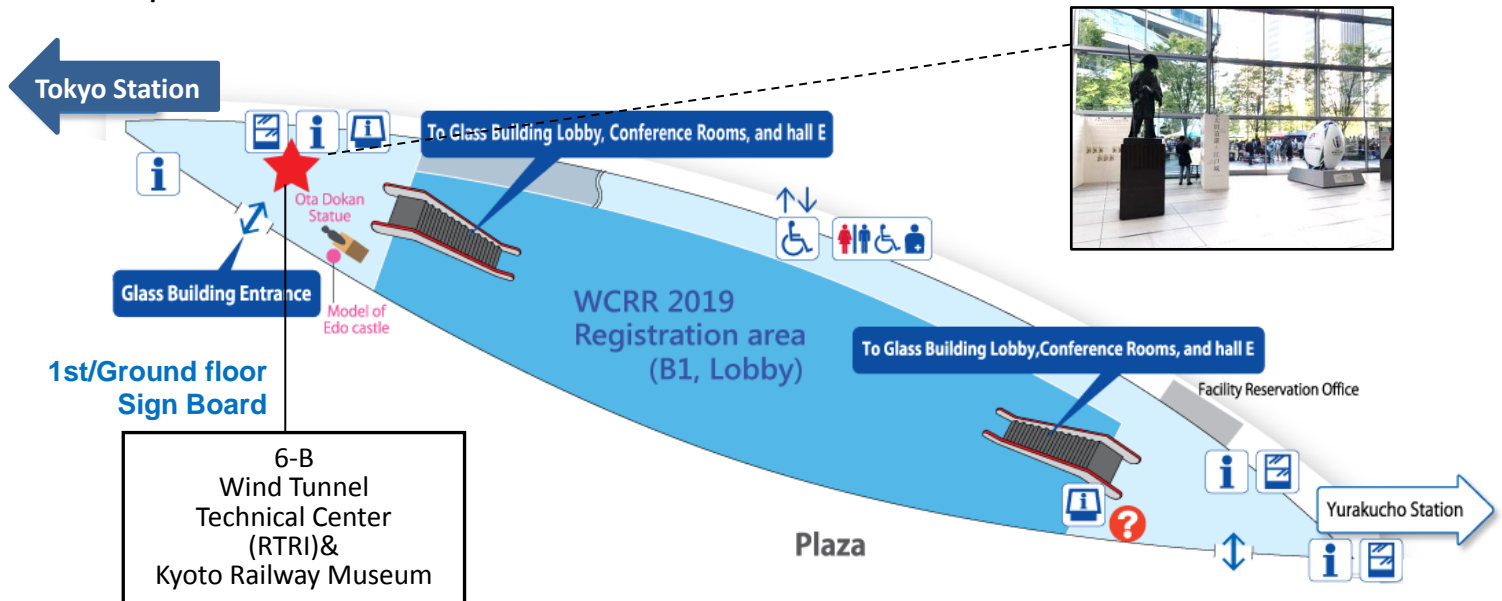 Tokyo Station
To Glass Building Lobby, Conference Rooms, and hall E
Ota Dokan
Statue
Glass Building Entrance
Model of
Edo castle
WCRR 2019
Registration area
(B1, Lobby)
To Glass Building Lobby,Conference Rooms, and hall E
1st/Ground floor
Sign Board
Facility Reservation Office
6-B
Wind Tunnel
Technical Center
(RTRI)&
Kyoto Railway Museum
Yurakucho Station
Plaza